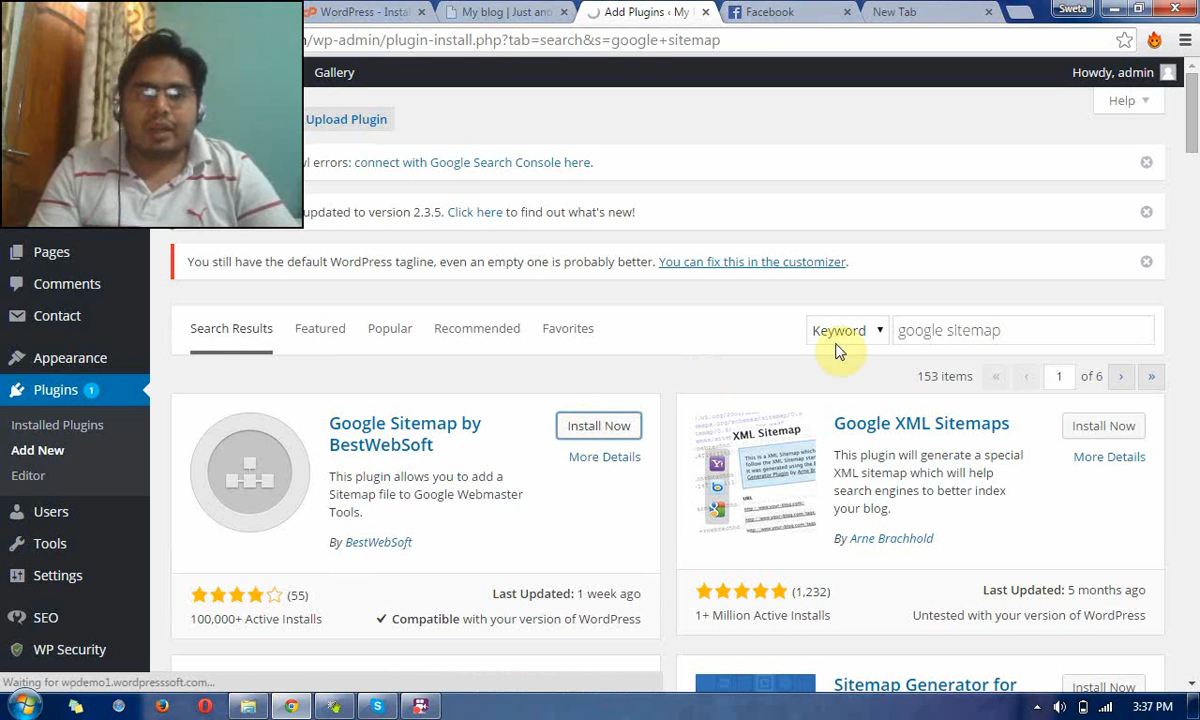 WordPress - Insta
My blog | Just an
Add Plugins ‹ My
Facebook
New Tab
Sweta
/wp-admin/plugin-install.php?tab=search&s=google+sitemap
Gallery
Howdy, admin
Upload Plugin
Help
l errors: connect with Google Search Console here.
updated to version 2.3.5. Click here to find out what's new!
You still have the default WordPress tagline, even an empty one is probably better. You can fix this in the customizer.
Pages
Comments
Contact
Appearance
Plugins 1
Installed Plugins
Add New
Editor
Users
Tools
Settings
SEO
WP Security
Search Results
Featured
Popular
Recommended
Favorites
Keyword
google sitemap
153 items « ‹ 1 of 6 › »
Google Sitemap by
BestWebSoft
Install Now
More Details
This plugin allows you to add a
Sitemap file to Google Webmaster
Tools.
By BestWebSoft
(55)
Last Updated: 1 week ago
100,000+ Active Installs
✔ Compatible with your version of WordPress
XML Sitemap
Google XML Sitemaps
Install Now
More Details
This plugin will generate a special
XML sitemap which will help
search engines to better index
your blog.
By Arne Brachhold
(1,232)
Last Updated: 5 months ago
1+ Million Active Installs
Untested with your version of WordPress
Sitemap Generator for
Install Now
Waiting for wpdemo1.wordpresssoft.com...
3:37 PM